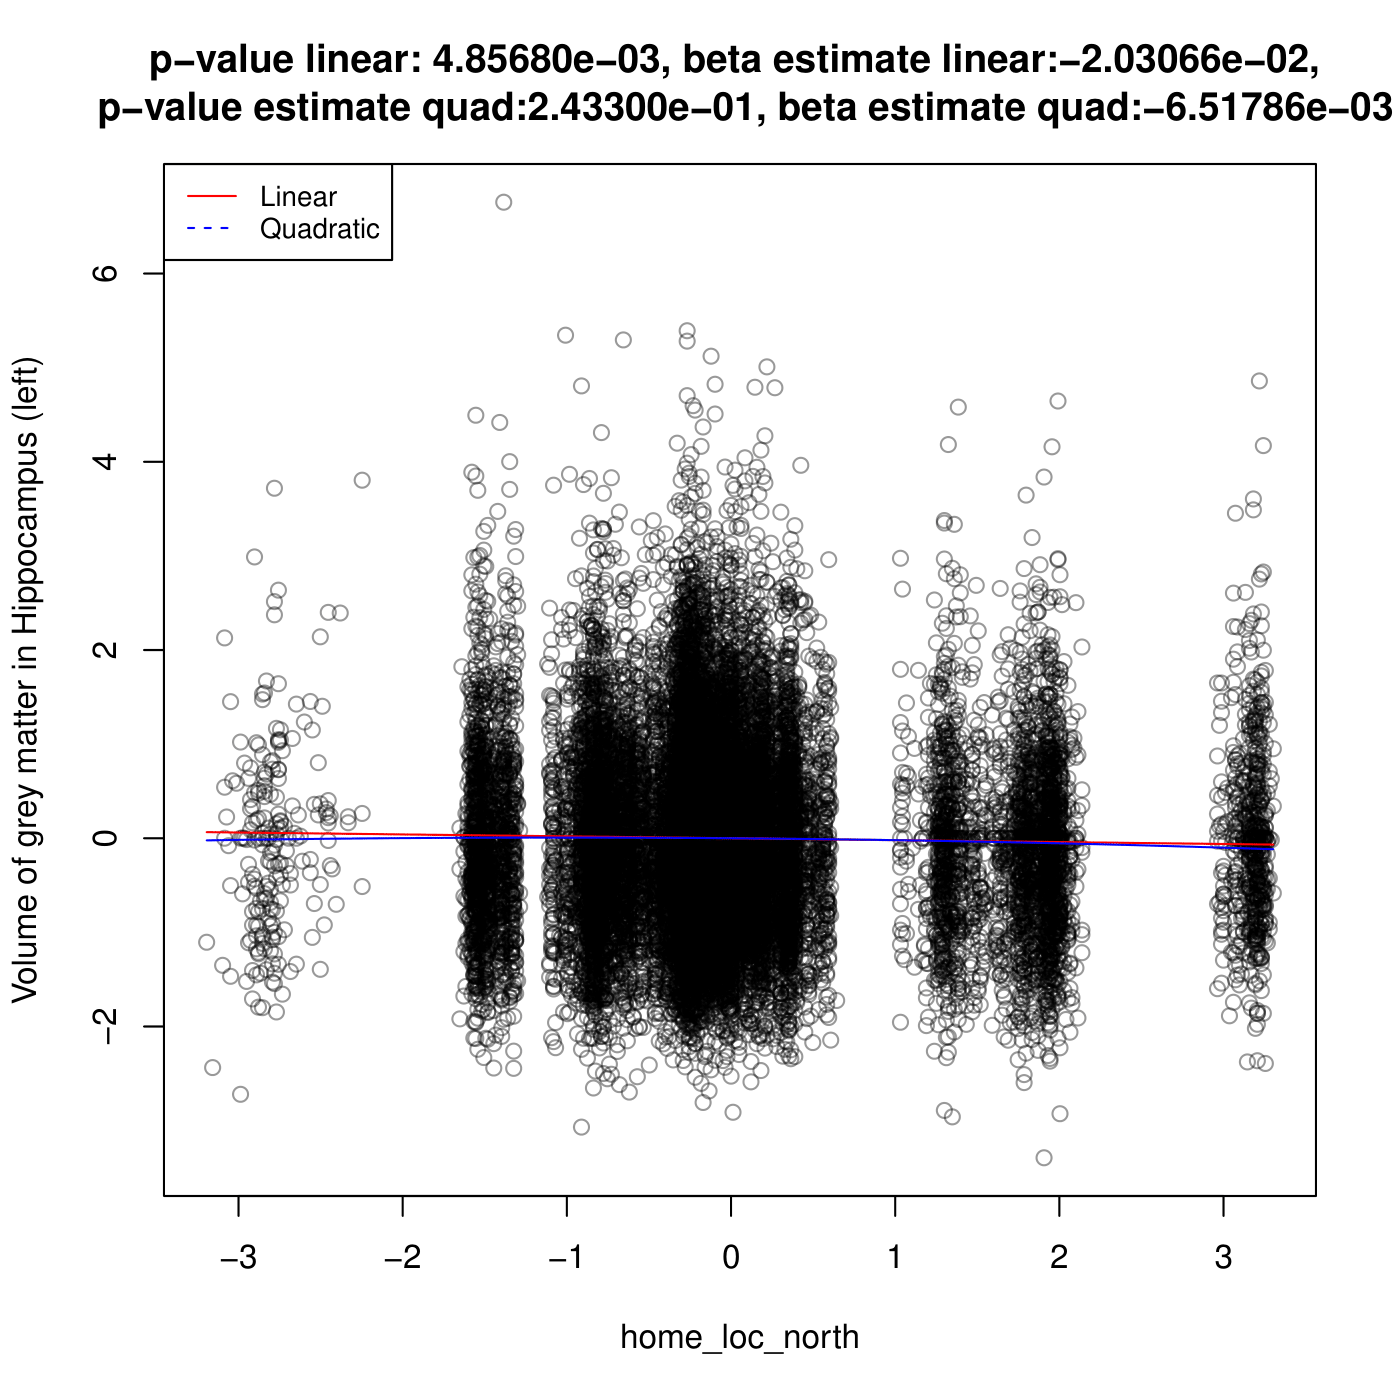 p−value linear: 4.85680e−03, beta estimate linear:−2.03066e−02,
p−value estimate quad:2.43300e−01, beta estimate quad:−6.51786e−03
Linear
Quadratic
Volume of grey matter in Hippocampus (left)
6
4
2
0
−2
−3
−2
−1
0
1
2
3
home_loc_north